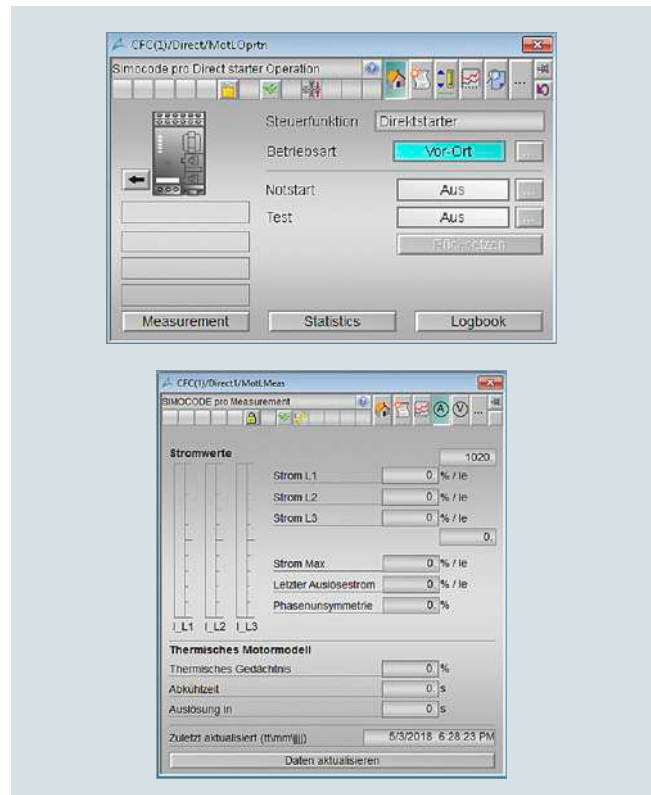 CFC(1)/Direct/MotLOprtn
Simocode pro Direct starter Operation
Steuerfunktion Direktstarter
Betriebsart Vor-Ort ...
Notstart Aus ...
Test Aus ...
Rücksetzen
Measurement Statistics Logbook
CFC(1)/Direct1/MotLMeas
SIMOCODE pro Measurement A V ...
Stromwerte
1020.
Strom L1 0. % / Ie
Strom L2 0. % / Ie
Strom L3 0. % / Ie
0.
Strom Max 0. % / Ie
Letzter Auslösestrom 0. % / Ie
Phasenunsymmetrie 0. %
I_L1 I_L2 I_L3
Thermisches Motormodell
Thermisches Gedächtnis 0. %
Abkühlzeit 0. s
Auslösung in 0. s
Zuletzt aktualisiert (tt\mm\jjjj) 5/3/2018 6:28:23 PM
Daten aktualisieren